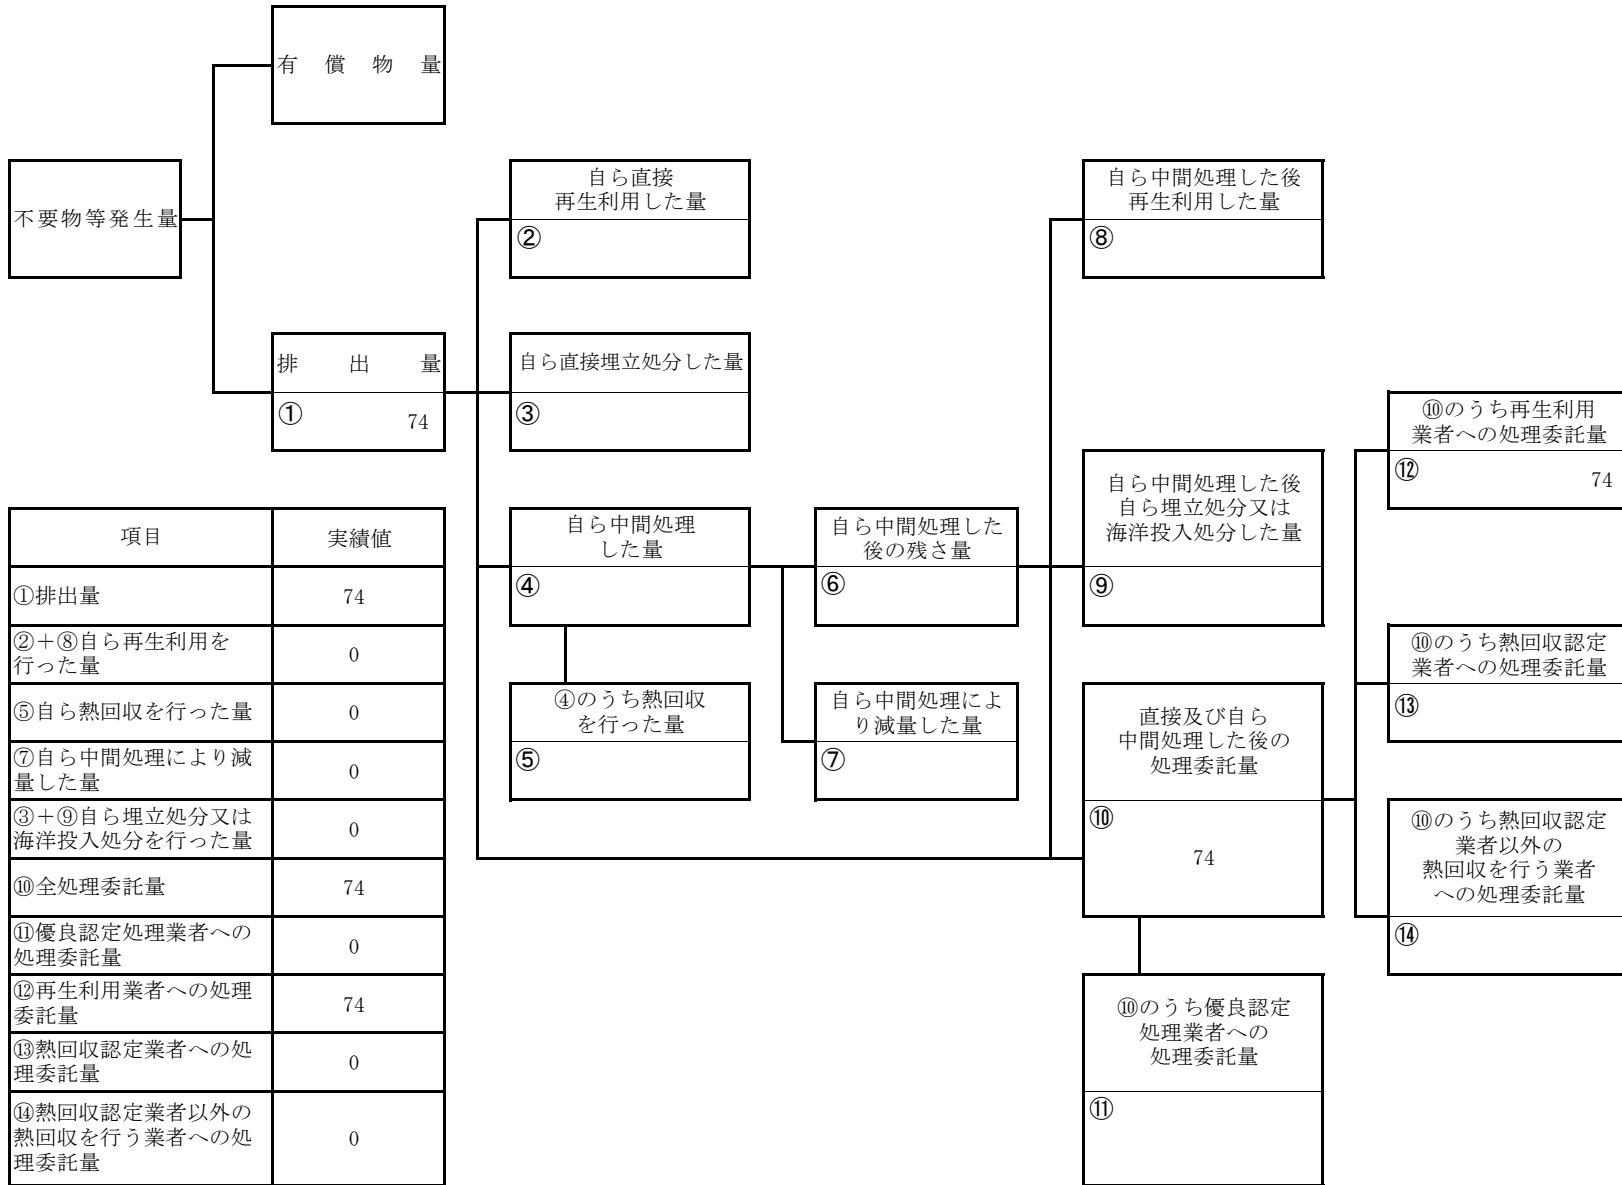 有償物量
不要物等発生量
自ら直接
再生利用した量
②
自ら中間処理した後
再生利用した量
⑧
排出量
①
74
自ら直接埋立処分した量
③
⑩のうち再生利用
業者への処理委託量
⑫
74
自ら中間処理
した量
④
自ら中間処理した
後の残さ量
⑥
自ら中間処理した後
自ら埋立処分又は
海洋投入処分した量
⑨
⑩のうち熱回収認定
業者への処理委託量
⑬
④のうち熱回収
を行った量
⑤
自ら中間処理によ
り減量した量
⑦
直接及び自ら
中間処理した後の
処理委託量
⑩
74
⑩のうち熱回収認定
業者以外の
熱回収を行う業者
への処理委託量
⑭
⑩のうち優良認定
処理業者への
処理委託量
⑪
項目 実績値
①排出量 74
②+⑧自ら再生利用を
行った量 0
⑤自ら熱回収を行った量 0
⑦自ら中間処理により減
量した量 0
③+⑨自ら埋立処分又は
海洋投入処分を行った量 0
⑩全処理委託量 74
⑪優良認定処理業者への
処理委託量 0
⑫再生利用業者への処理
委託量 74
⑬熱回収認定業者への処
理委託量 0
⑭熱回収認定業者以外の
熱回収を行う業者への処 0
理委託量